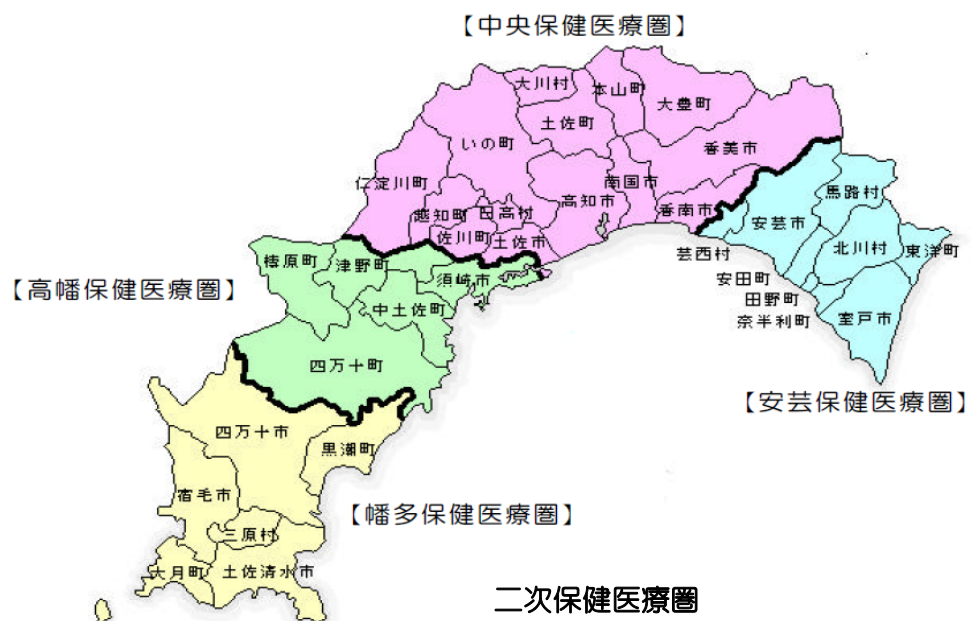 【中央保健医療圏】
大川村
本山町
大豊町
土佐町
いの町
香美市
仁淀川町
南国市
高知市
越知町
日高村
香南市
佐川町
土佐市
馬路村
安芸市
北川村
東洋町
芸西村
安田町
田野町
奈半利町
室戸市
【安芸保健医療圏】
梼原町
津野町
須崎市
中土佐町
【高幡保健医療圏】
四万十町
四万十市
黒潮町
宿毛市
【幡多保健医療圏】
三原村
大月町
土佐清水市
二次保健医療圏